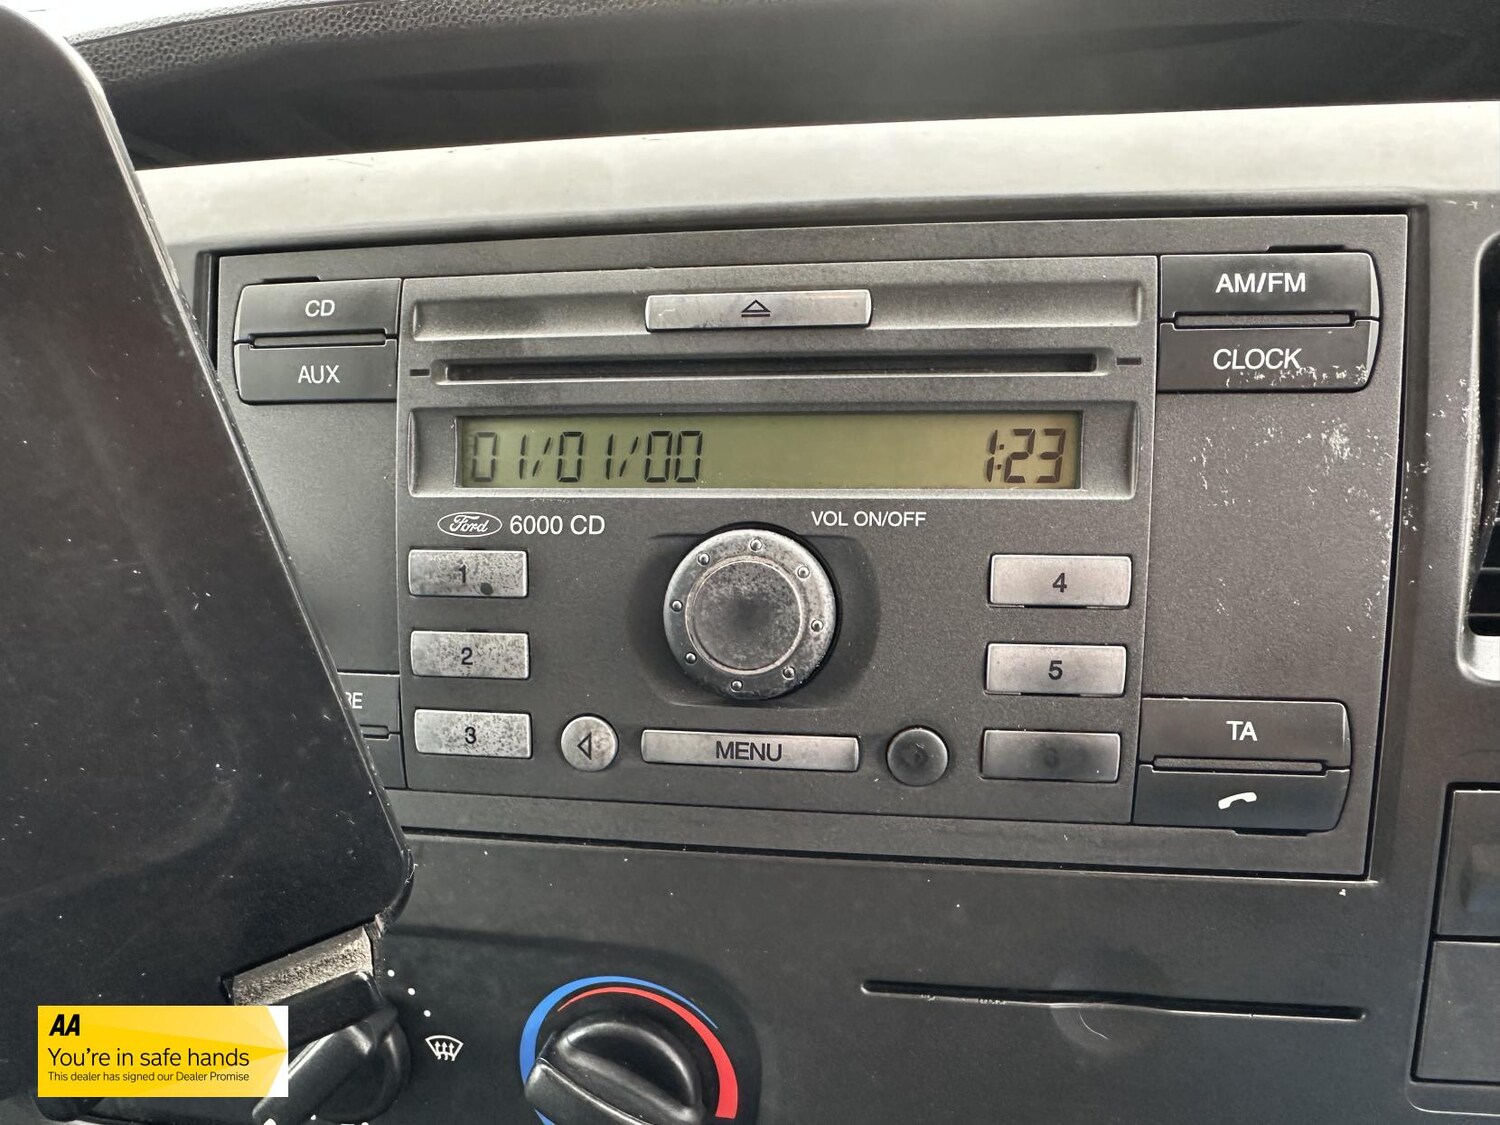 CD
AM/FM
AUX
CLOCK
01/01/00 1:23
Ford 6000 CD
VOL ON/OFF
1
4
2
5
3
MENU
TA
AA
You're in safe hands
This dealer has signed our Dealer Promise